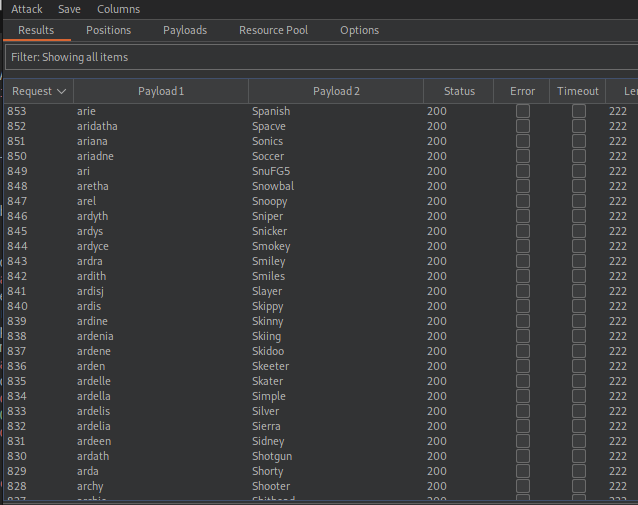 Attack Save Columns
Results Positions Payloads Resource Pool Options
Filter: Showing all items
Request Payload 1 Payload 2 Status Error Timeout Len
853 arie Spanish 200 222
852 aridatha Spacve 200 222
851 ariana Sonics 200 222
850 ariadne Soccer 200 222
849 ari SnuFG5 200 222
848 aretha Snowbal 200 222
847 arel Snoopy 200 222
846 ardyth Sniper 200 222
845 ardys Snicker 200 222
844 ardyce Smokey 200 222
843 ardra Smiley 200 222
842 ardith Smiles 200 222
841 ardisj Slayer 200 222
840 ardis Skippy 200 222
839 ardine Skinny 200 222
838 ardenia Skiing 200 222
837 ardene Skidoo 200 222
836 arden Skeeter 200 222
835 ardelle Skater 200 222
834 ardella Simple 200 222
833 ardelis Silver 200 222
832 ardelia Sierra 200 222
831 ardeen Sidney 200 222
830 ardath Shotgun 200 222
829 arda Shorty 200 222
828 archy Shooter 200 222
827 archie Shithead 200 222